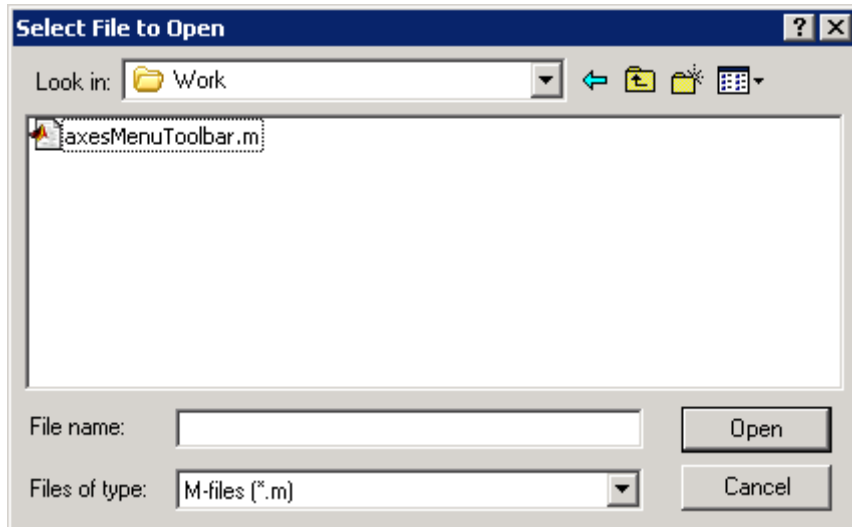 Select File to Open
Look in: Work
axesMenuToolbar.m
File name: Open
Files of type: M-files (*.m) Cancel